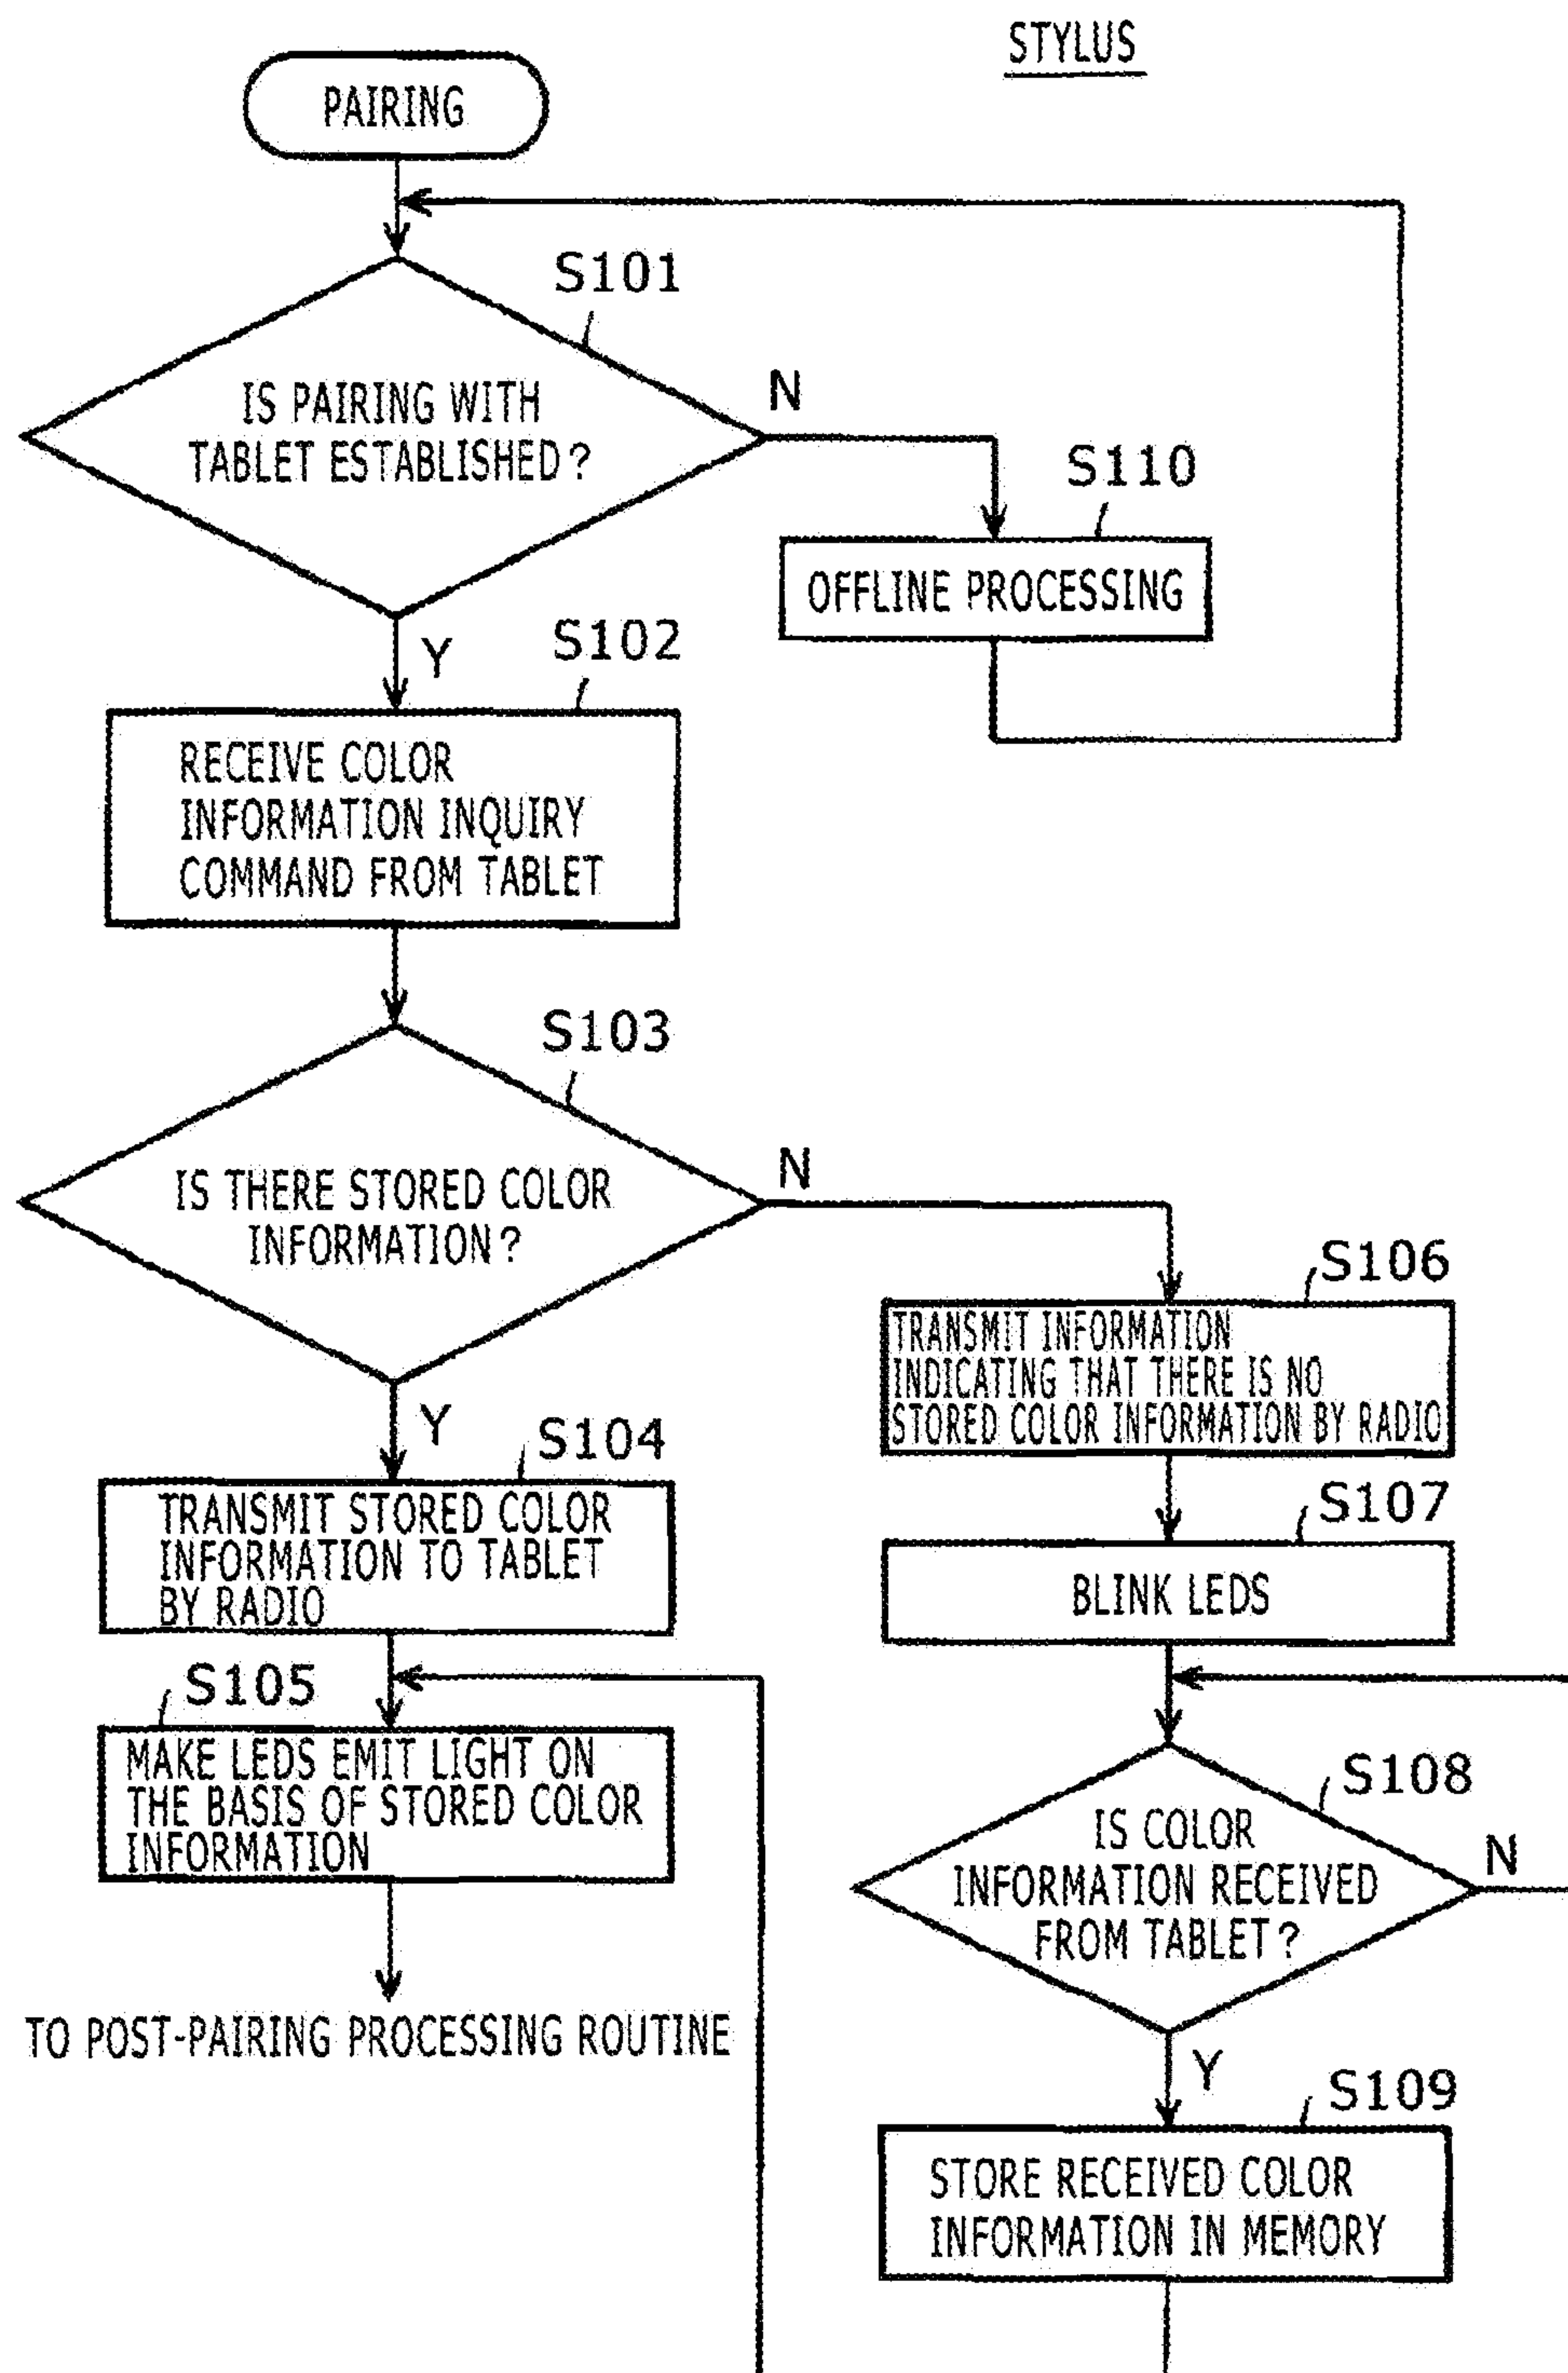 STYLUS
PAIRING
S101
IS PAIRING WITH
TABLET ESTABLISHED?
N
S110
OFFLINE PROCESSING
Y
S102
RECEIVE COLOR
INFORMATION INQUIRY
COMMAND FROM TABLET
S103
IS THERE STORED COLOR
INFORMATION?
N
S106
TRANSMIT INFORMATION
INDICATING THAT THERE IS NO
STORED COLOR INFORMATION BY RADIO
Y
S104
TRANSMIT STORED COLOR
INFORMATION TO TABLET
BY RADIO
S107
BLINK LEDS
S105
MAKE LEDS EMIT LIGHT ON
THE BASIS OF STORED COLOR
INFORMATION
S108
IS COLOR
INFORMATION RECEIVED
FROM TABLET?
N
TO POST-PAIRING PROCESSING ROUTINE
Y
S109
STORE RECEIVED COLOR
INFORMATION IN MEMORY